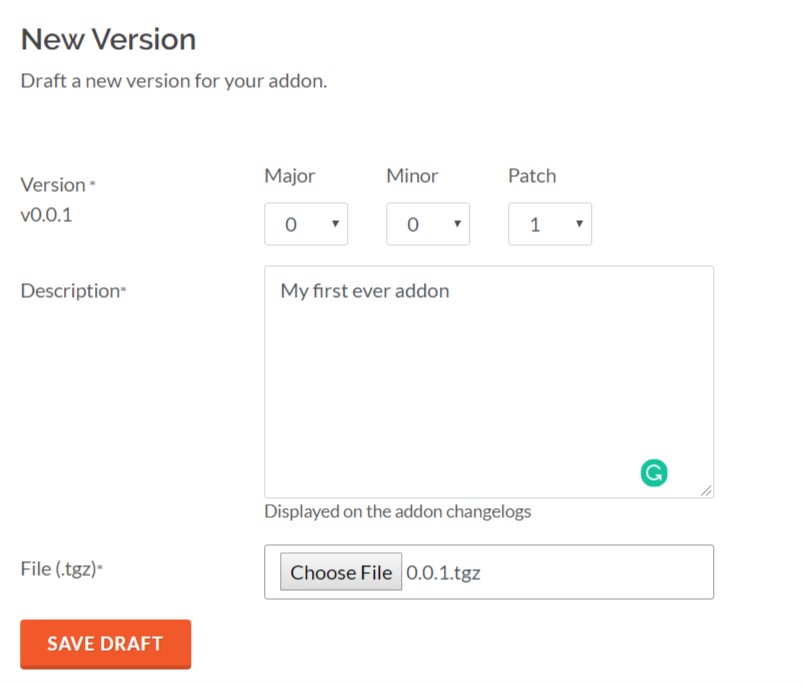 New Version
Draft a new version for your addon.
Major Minor Patch
Version *
v0.0.1
0 0 1
Description*
My first ever addon
Displayed on the addon changelogs
File (.tgz)*
Choose File 0.0.1.tgz
SAVE DRAFT